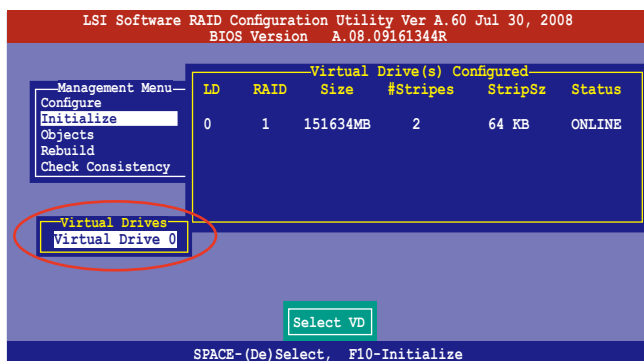 LSI Software RAID Configuration Utility Ver A.60 Jul 30, 2008
BIOS Version A.08.09161344R
Management Menu
Configure
Initialize
Objects
Rebuild
Check Consistency
Virtual Drive(s) Configured
LD RAID Size #Stripes StripSz Status
0 1 151634MB 2 64 KB ONLINE
Virtual Drives
Virtual Drive 0
Select VD
SPACE-(De)Select, F10-Initialize